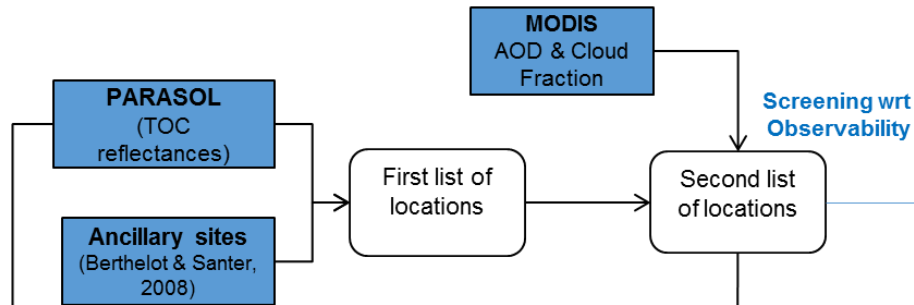 MODIS
AOD & Cloud
Fraction
PARASOL
(TOC
reflectances)
Screening wrt
Observability
First list of
locations
Second list
of locations
Ancillary sites
(Berthelot & Santer,
2008)